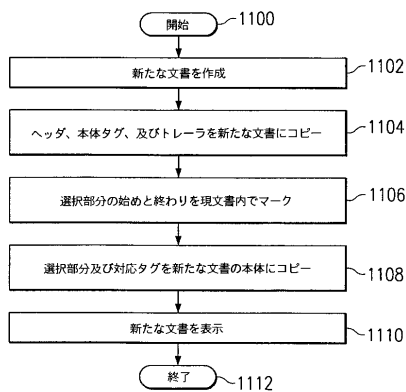 開始 1100
新たな文書を作成 1102
ヘッダ、本体タグ、及びトレーラを新たな文書にコピー 1104
選択部分の始めと終わりを現文書内でマーク 1106
選択部分及び対応タグを新たな文書の本体にコピー 1108
新たな文書を表示 1110
終了 1112